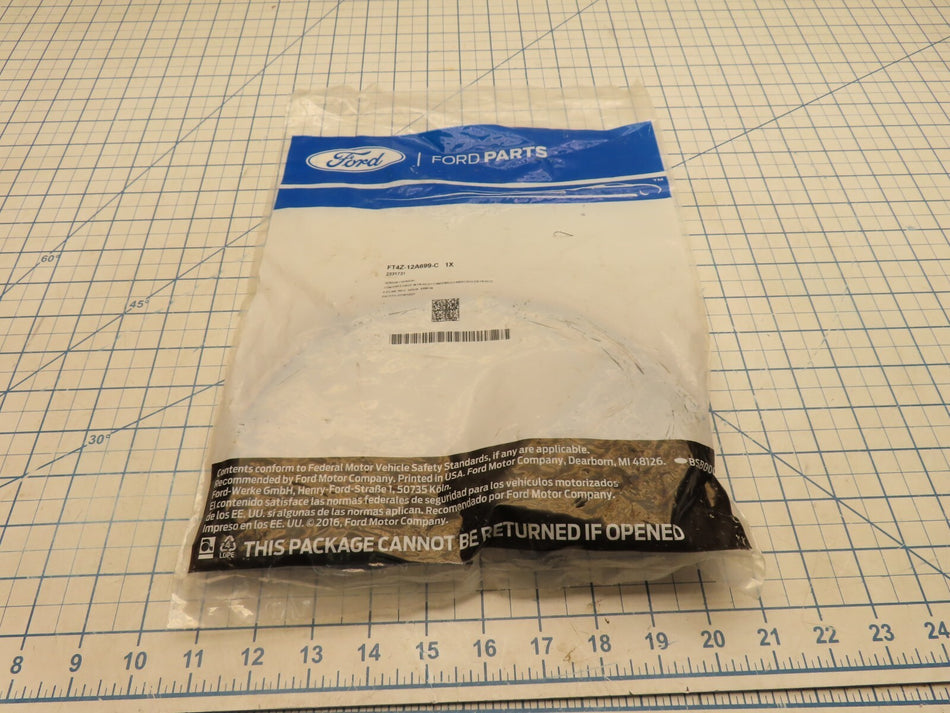 Ford | FORD PARTS
™
FT4Z-12A699-C 1X
Contents conform to Federal Motor Vehicle Safety Standards, if any are applicable.
Recommended by Ford Motor Company. Printed in USA. Ford Motor Company, Dearborn, MI 48126.
Ford-Werke GmbH, Henry-Ford-Straße 1, 50735 Köln.
El contenido satisface las normas federales de seguridad para los vehículos motorizados
de los EE. UU. si algunas de las normas aplican. Recomendado por Ford Motor Company.
Impreso en los EE. UU. © 2016, Ford Motor Company.
4
LDPE
THIS PACKAGE CANNOT BE RETURNED IF OPENED
60°
45°
30°
8 9 10 11 12 13 14 15 16 17 18 19 20 21 22 23 24